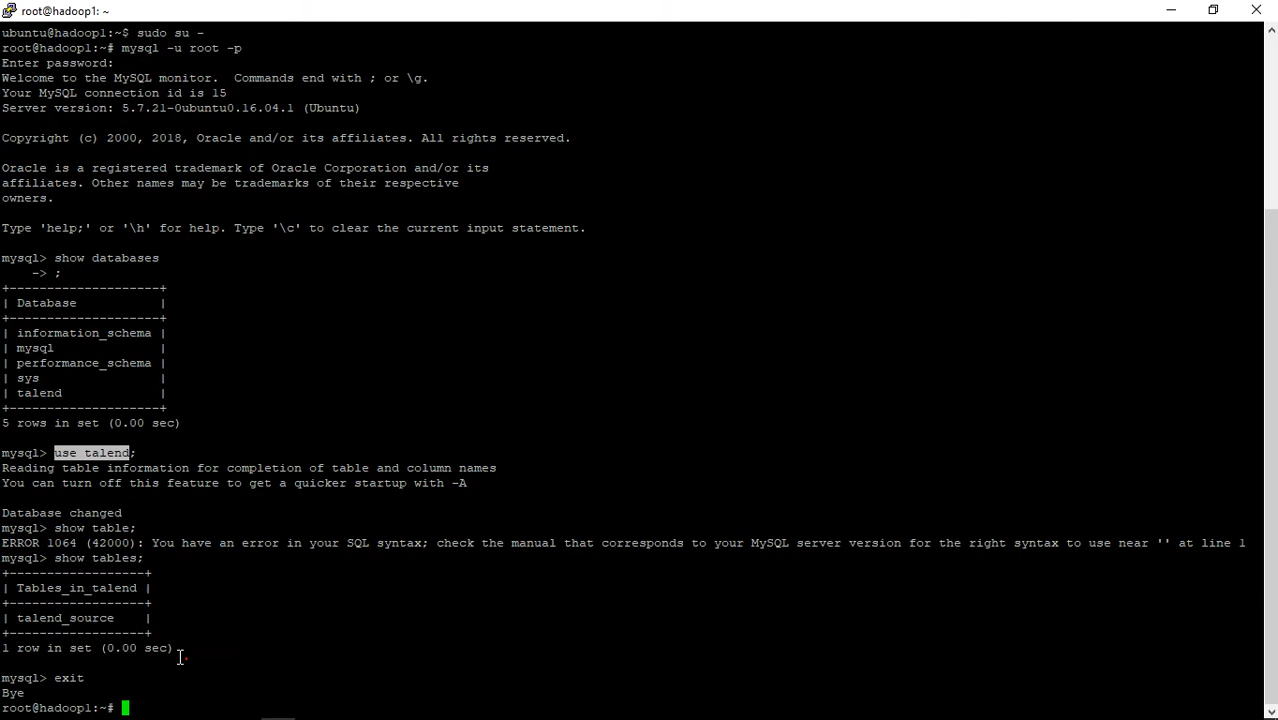 root@hadoop1: ~
ubuntu@hadoop1:~$ sudo su -
root@hadoop1:~# mysql -u root -p
Enter password:
Welcome to the MySQL monitor.  Commands end with ; or \g.
Your MySQL connection id is 15
Server version: 5.7.21-0ubuntu0.16.04.1 (Ubuntu)
Copyright (c) 2000, 2018, Oracle and/or its affiliates. All rights reserved.
Oracle is a registered trademark of Oracle Corporation and/or its
affiliates. Other names may be trademarks of their respective
owners.
Type 'help;' or '\h' for help. Type '\c' to clear the current input statement.
mysql> show databases
    -> ;
+--------------------+
| Database           |
+--------------------+
| information_schema |
| mysql              |
| performance_schema |
| sys                |
| talend             |
+--------------------+
5 rows in set (0.00 sec)
mysql> use talend;
Reading table information for completion of table and column names
You can turn off this feature to get a quicker startup with -A
Database changed
mysql> show table;
ERROR 1064 (42000): You have an error in your SQL syntax; check the manual that corresponds to your MySQL server version for the right syntax to use near '' at line 1
mysql> show tables;
+------------------+
| Tables_in_talend |
+------------------+
| talend_source    |
+------------------+
1 row in set (0.00 sec)
mysql> exit
Bye
root@hadoop1:~#